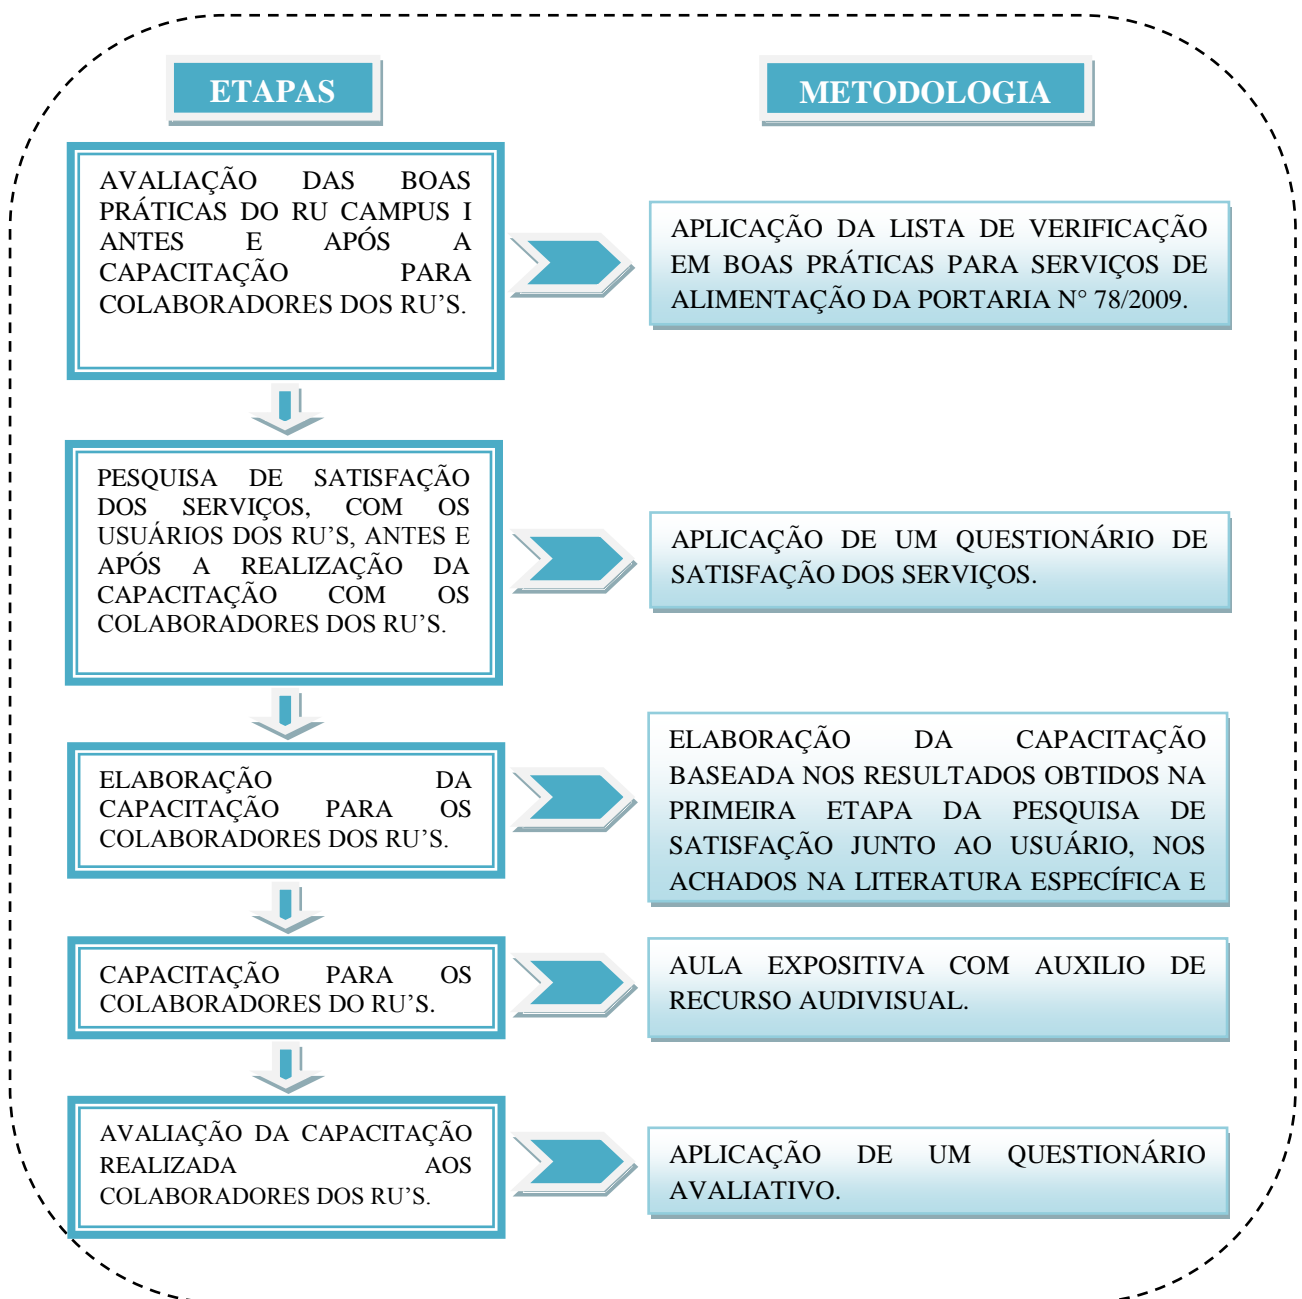 ETAPAS
METODOLOGIA
AVALIAÇÃO DAS BOAS
PRÁTICAS DO RU CAMPUS I
ANTES E APÓS A
CAPACITAÇÃO PARA
COLABORADORES DOS RU’S.
APLICAÇÃO DA LISTA DE VERIFICAÇÃO
EM BOAS PRÁTICAS PARA SERVIÇOS DE
ALIMENTAÇÃO DA PORTARIA N° 78/2009.
PESQUISA DE SATISFAÇÃO
DOS SERVIÇOS, COM OS
USUÁRIOS DOS RU’S, ANTES E
APÓS A REALIZAÇÃO DA
CAPACITAÇÃO COM OS
COLABORADORES DOS RU’S.
APLICAÇÃO DE UM QUESTIONÁRIO DE
SATISFAÇÃO DOS SERVIÇOS.
ELABORAÇÃO DA
CAPACITAÇÃO PARA OS
COLABORADORES DOS RU’S.
ELABORAÇÃO DA CAPACITAÇÃO
BASEADA NOS RESULTADOS OBTIDOS NA
PRIMEIRA ETAPA DA PESQUISA DE
SATISFAÇÃO JUNTO AO USUÁRIO, NOS
ACHADOS NA LITERATURA ESPECÍFICA E
CAPACITAÇÃO PARA OS
COLABORADORES DO RU’S.
AULA EXPOSITIVA COM AUXILIO DE
RECURSO AUDIVISUAL.
AVALIAÇÃO DA CAPACITAÇÃO
REALIZADA AOS
COLABORADORES DOS RU’S.
APLICAÇÃO DE UM QUESTIONÁRIO
AVALIATIVO.